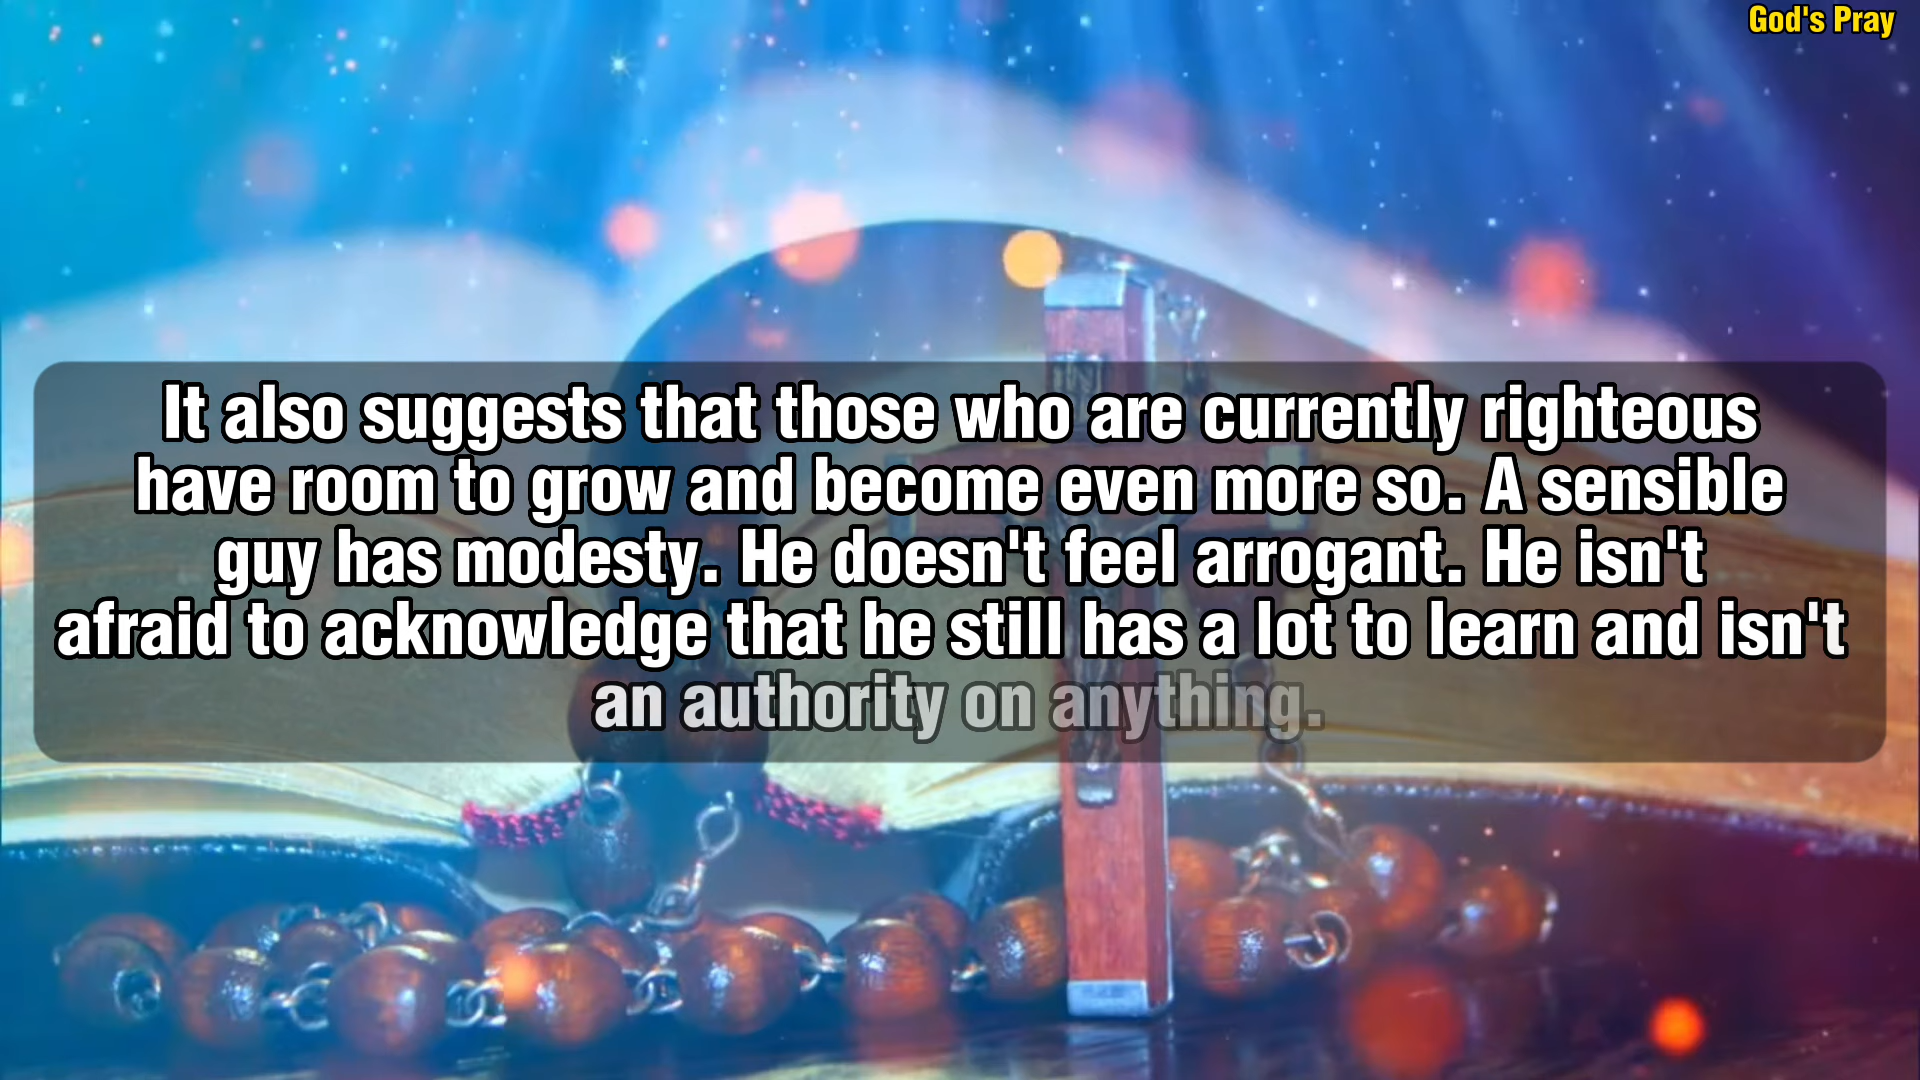 God's Pray
It also suggests that those who are currently righteous
have room to grow and become even more so. A sensible
guy has modesty. He doesn't feel arrogant. He isn't
afraid to acknowledge that he still has a lot to learn and isn't
an authority on anything.